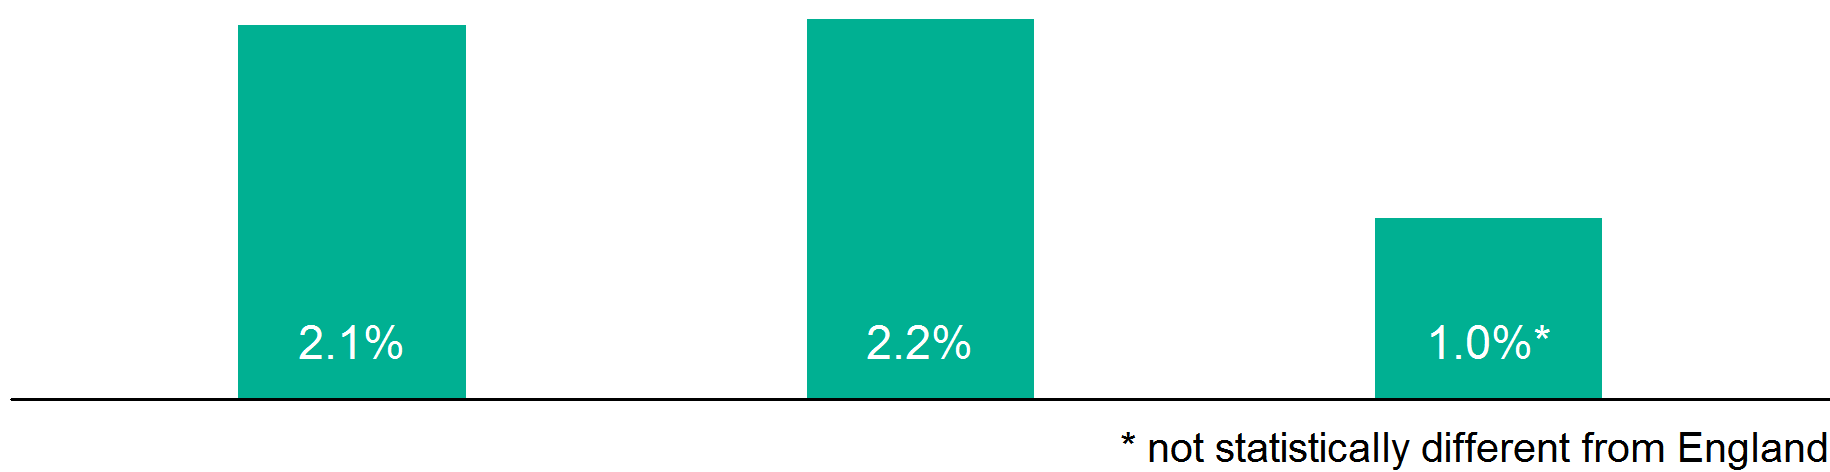 2.1%
2.2%
1.0%*
* not statistically different from England